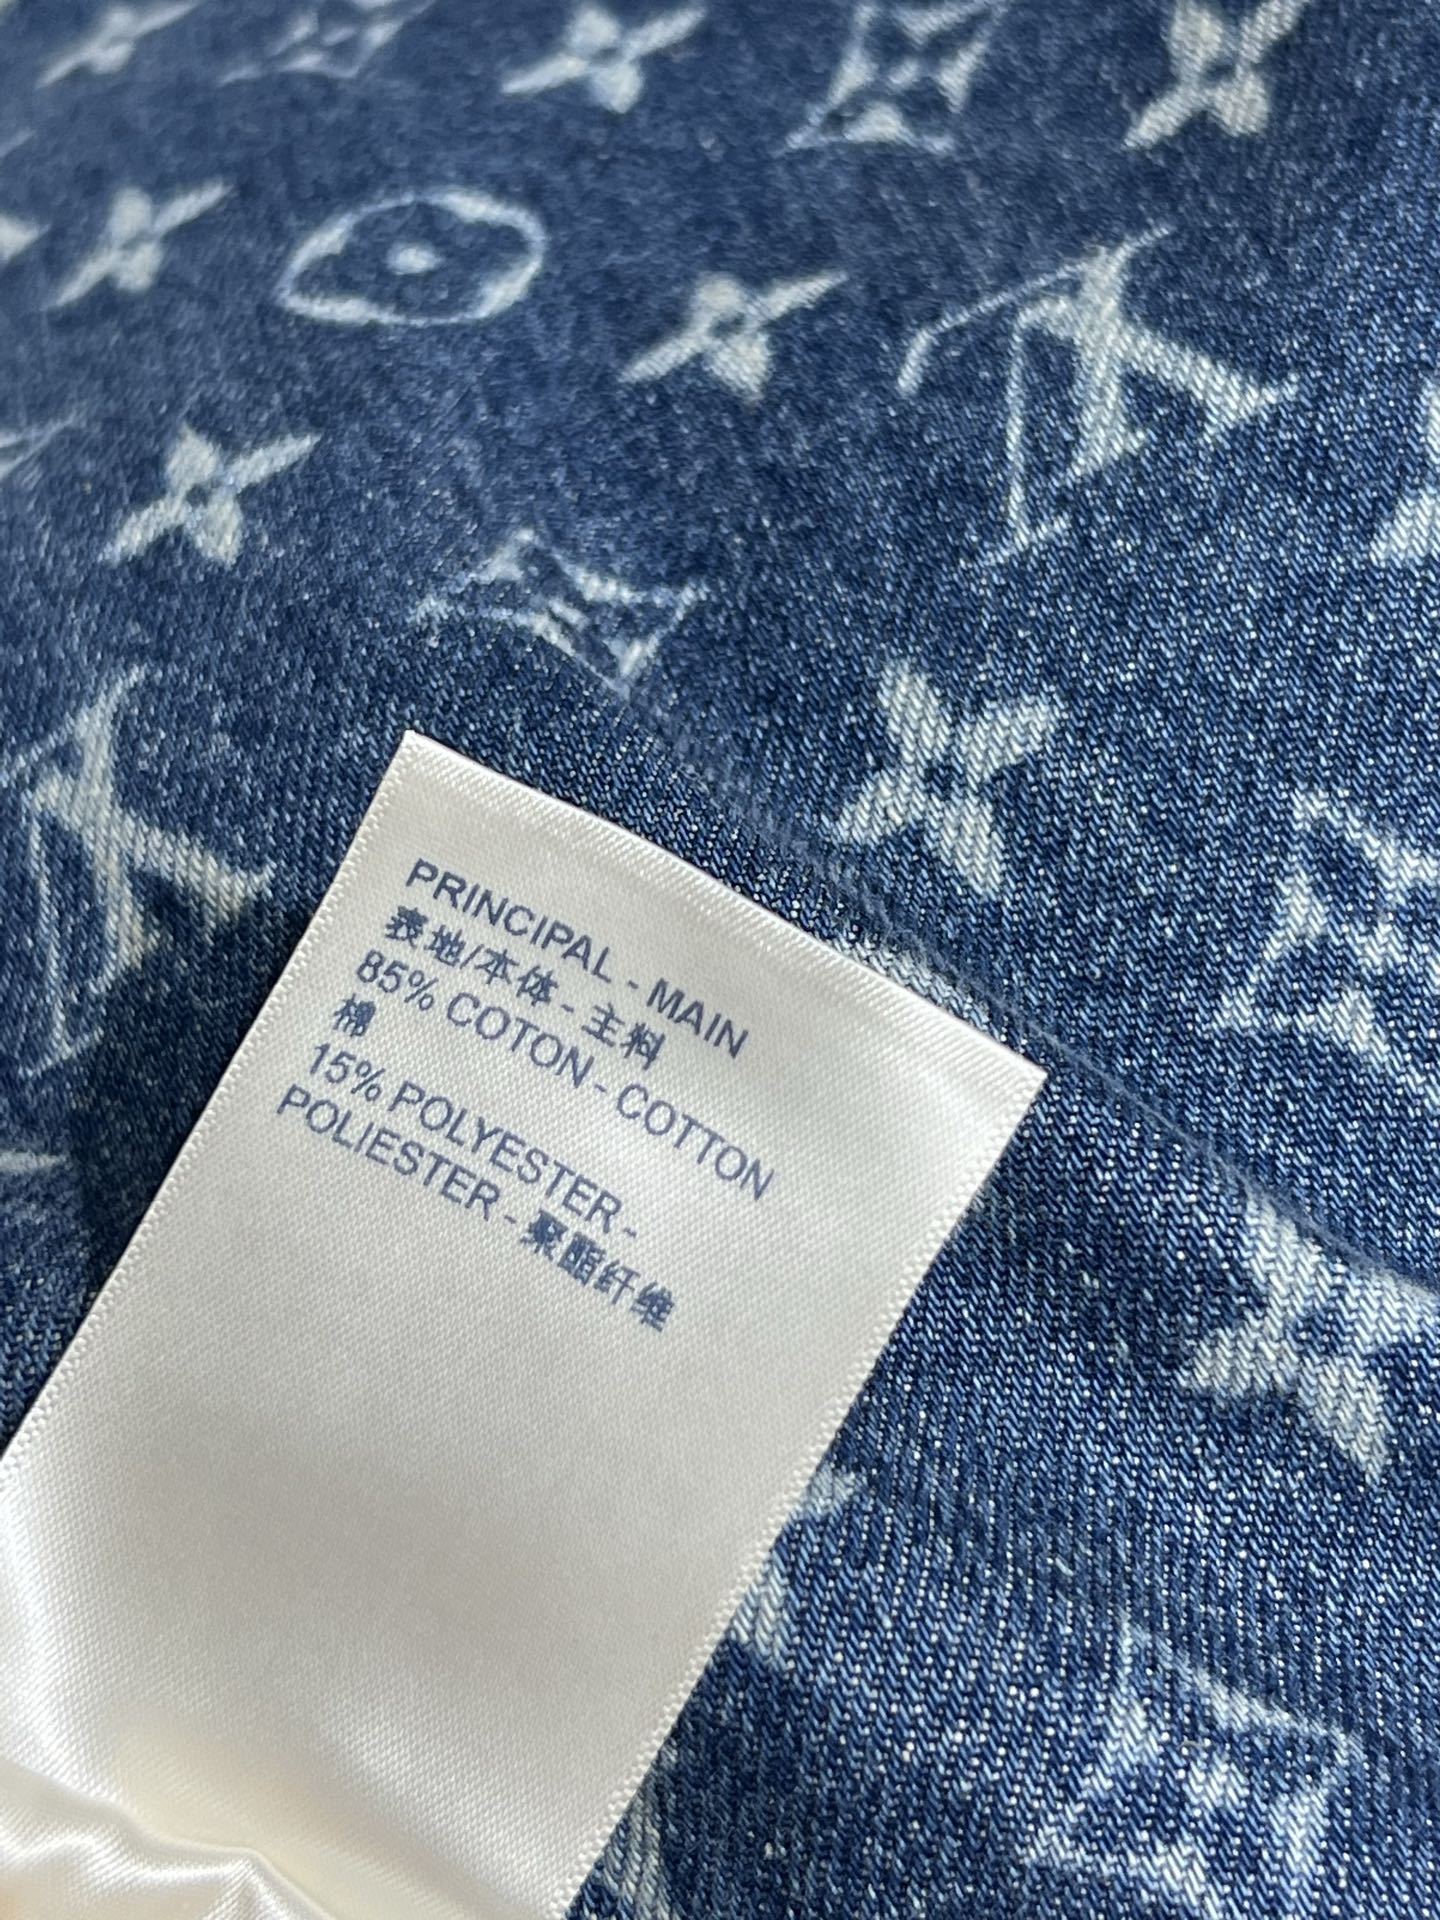 PRINCIPAL - MAIN
表地/本体 - 主料
85% COTON - COTTON
棉
15% POLYESTER -
POLIESTER - 聚酯纤维